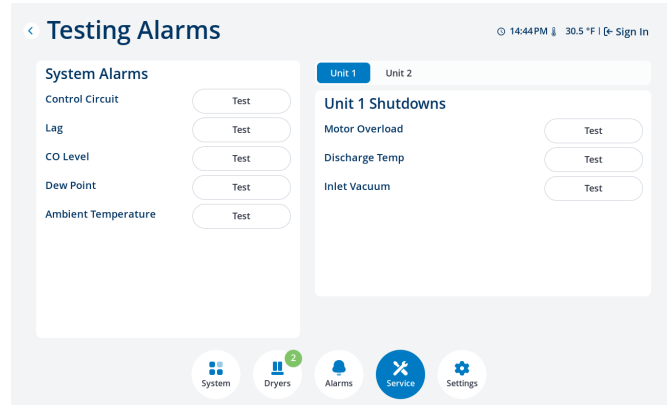 Testing Alarms
14:44PM 30.5 °F | Sign In
System Alarms
Control Circuit Test
Lag Test
CO Level Test
Dew Point Test
Ambient Temperature Test
Unit 1 Unit 2
Unit 1 Shutdowns
Motor Overload Test
Discharge Temp Test
Inlet Vacuum Test
2
System Dryers Alarms Service Settings